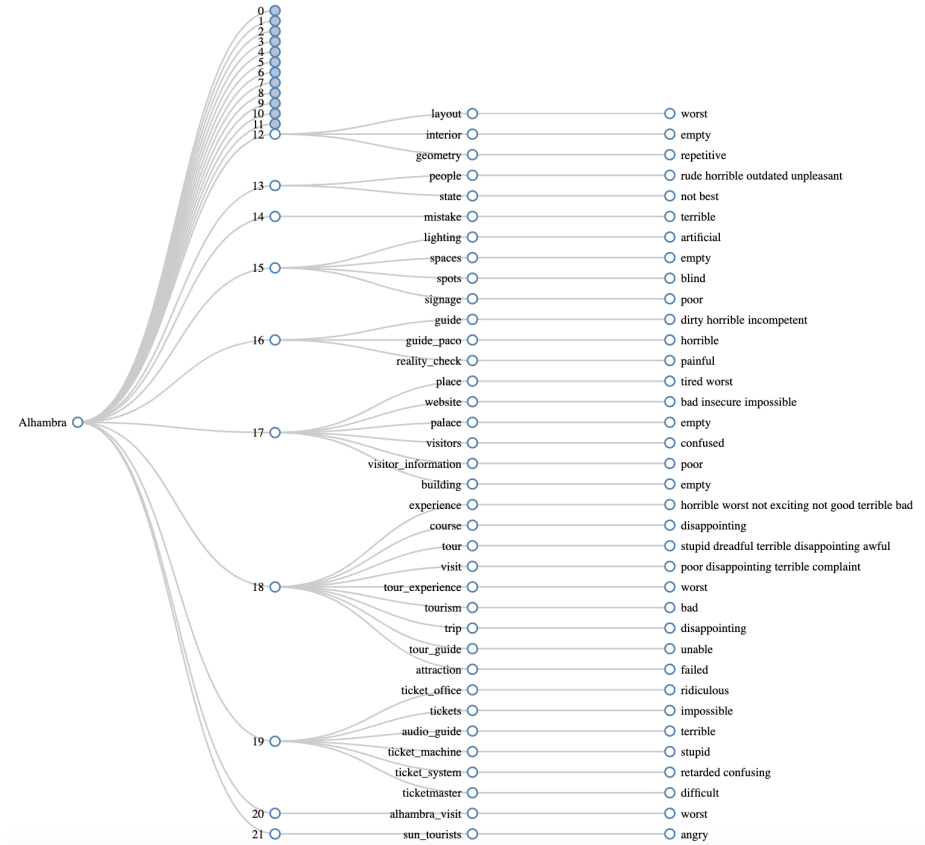 0
1
2
3
4
5
6
7
8
9
10
11
layout worst
12 interior empty
geometry repetitive
people rude horrible outdated unpleasant
13
state not best
14 mistake terrible
lighting artificial
spaces empty
15
spots blind
signage poor
guide dirty horrible incompetent
16 guide_paco horrible
reality_check painful
place tired worst
website bad insecure impossible
Alhambra palace empty
17
visitors confused
visitor_information poor
building empty
experience horrible worst not exciting not good terrible bad
course disappointing
tour stupid dreadful terrible disappointing awful
visit poor disappointing terrible complaint
18 tour_experience worst
tourism bad
trip disappointing
tour_guide unable
attraction failed
ticket_office ridiculous
tickets impossible
audio_guide terrible
19
ticket_machine stupid
ticket_system retarded confusing
ticketmaster difficult
20 alhambra_visit worst
21 sun_tourists angry